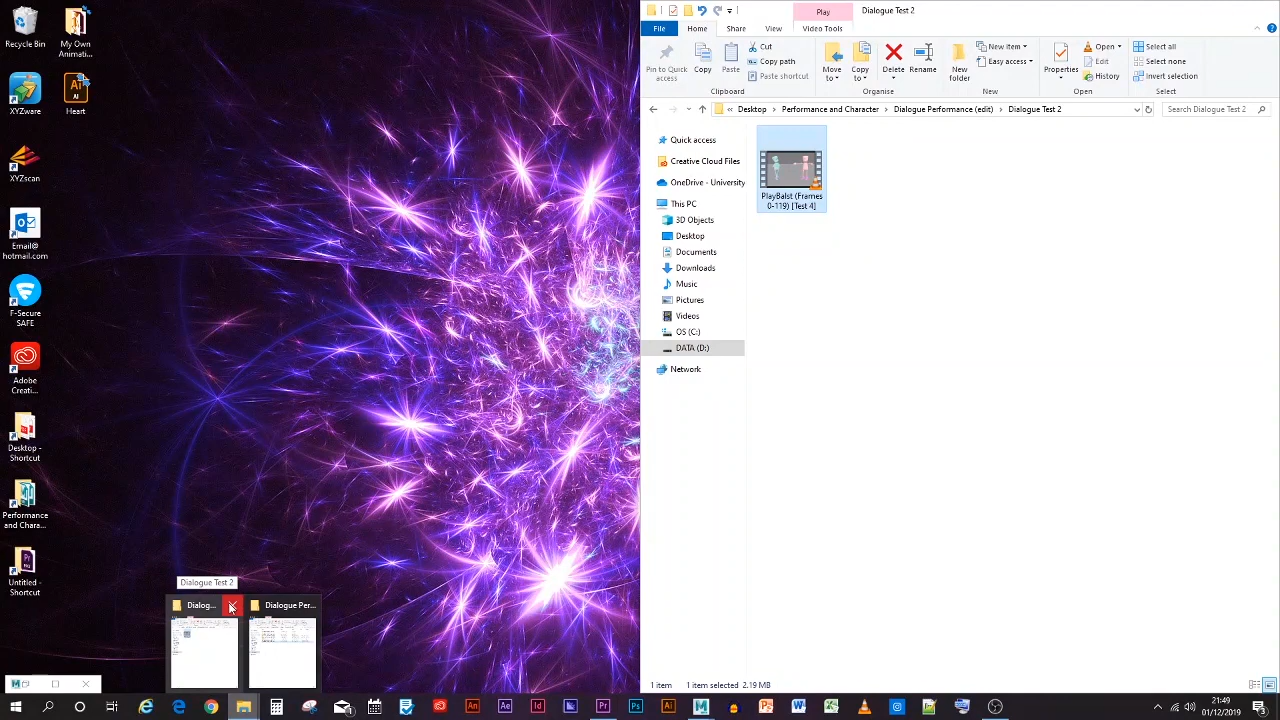 Recycle Bin
My Own
Animati...
XYZware
Heart
XYZscan
Email@
hotmail.com
F-Secure
SAFE
Adobe
Creati...
Desktop -
Shortcut
Performance
and Chara...
Untitled -
Shortcut
Dialogue Test 2
Dialog...
Dialogue Per...
Play
Dialogue Test 2
File
Home
Share
View
Video Tools
Pin to Quick
access
Copy
Paste
Cut
Copy path
Paste shortcut
Clipboard
Move
to
Copy
to
Delete
Rename
Organise
New
folder
New item
Easy access
New
Properties
Open
Edit
History
Open
Select all
Select none
Invert selection
Select
« Desktop > Performance and Character > Dialogue Performance (edit) > Dialogue Test 2
Search Dialogue Test 2
Quick access
Creative Cloud Files
OneDrive - University
This PC
3D Objects
Desktop
Documents
Downloads
Music
Pictures
Videos
OS (C:)
DATA (D:)
Network
PlayBalst (Frames
0-119) [Test 4]
1 item
1 item selected 2.19 MB
21:49
01/12/2019